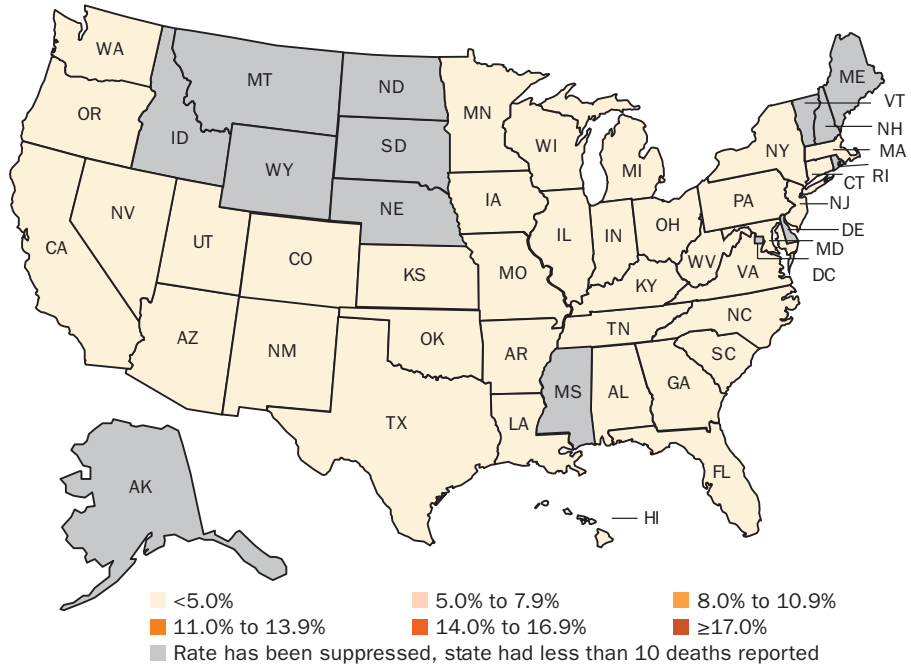 WA
MT
ND
ME
VT
OR
MN
NH
ID
SD
WI
MA
NY
WY
MI
RI
CT
IA
PA
NE
NJ
NV
OH
DE
UT
IL
IN
MD
CA
CO
WV
VA
DC
KS
MO
KY
NC
TN
AZ
OK
NM
AR
SC
MS
AL
GA
TX
LA
FL
AK
HI
<5.0% 5.0% to 7.9% 8.0% to 10.9%
11.0% to 13.9% 14.0% to 16.9% ≥17.0%
Rate has been suppressed, state had less than 10 deaths reported